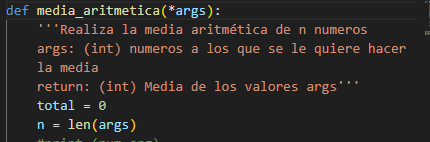 def media_aritmetica(*args):
'''Realiza la media aritmética de n numeros
args: (int) numeros a los que se le quiere hacer
la media
return: (int) Media de los valores args'''
total = 0
n = len(args)